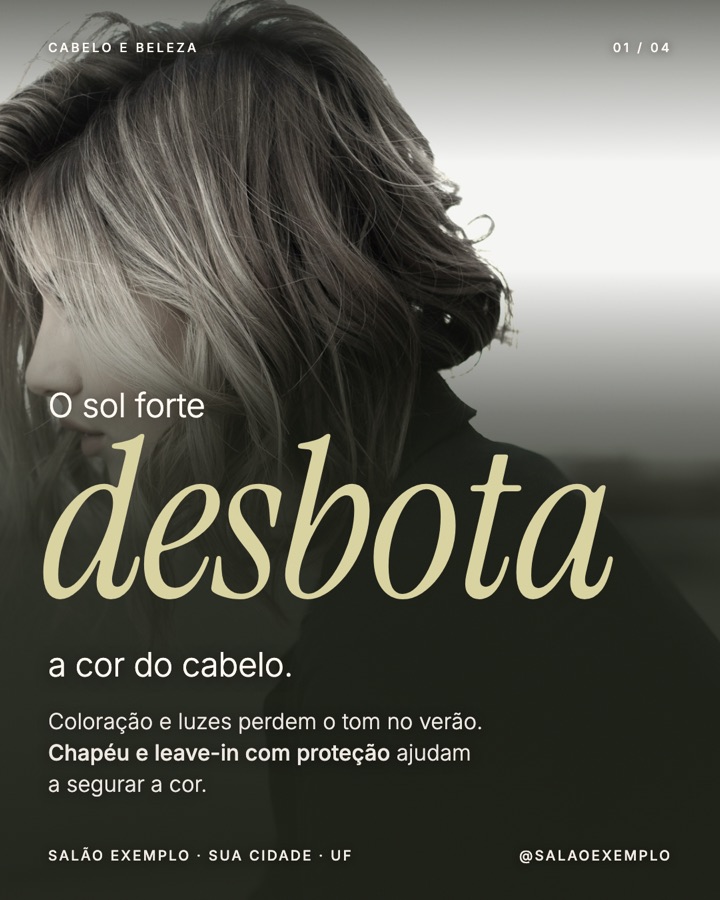 CABELO E BELEZA
01 / 04
O sol forte
desbota
a cor do cabelo.
Coloração e luzes perdem o tom no verão.
Chapéu e leave-in com proteção ajudam
a segurar a cor.
SALÃO EXEMPLO · SUA CIDADE · UF
@SALAOEXEMPLO